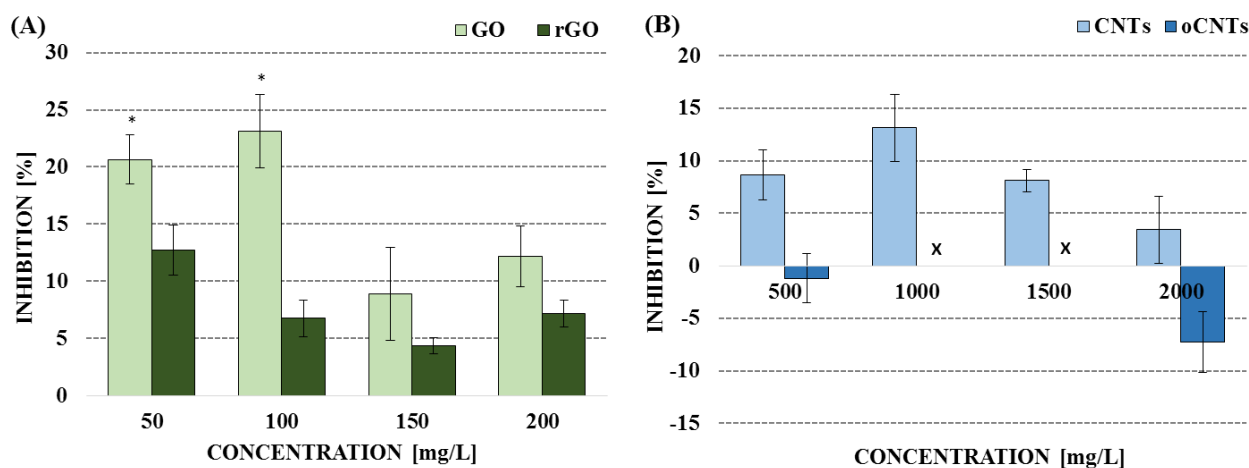 (A)
GO rGO
30
25
20
15
10
5
0
INHIBITION [%]
* *
50 100 150 200
CONCENTRATION [mg/L]
(B)
CNTs oCNTs
20
15
10
5
0
-5
-10
-15
INHIBITION [%]
X X
500 1000 1500 2000
CONCENTRATION [mg/L]